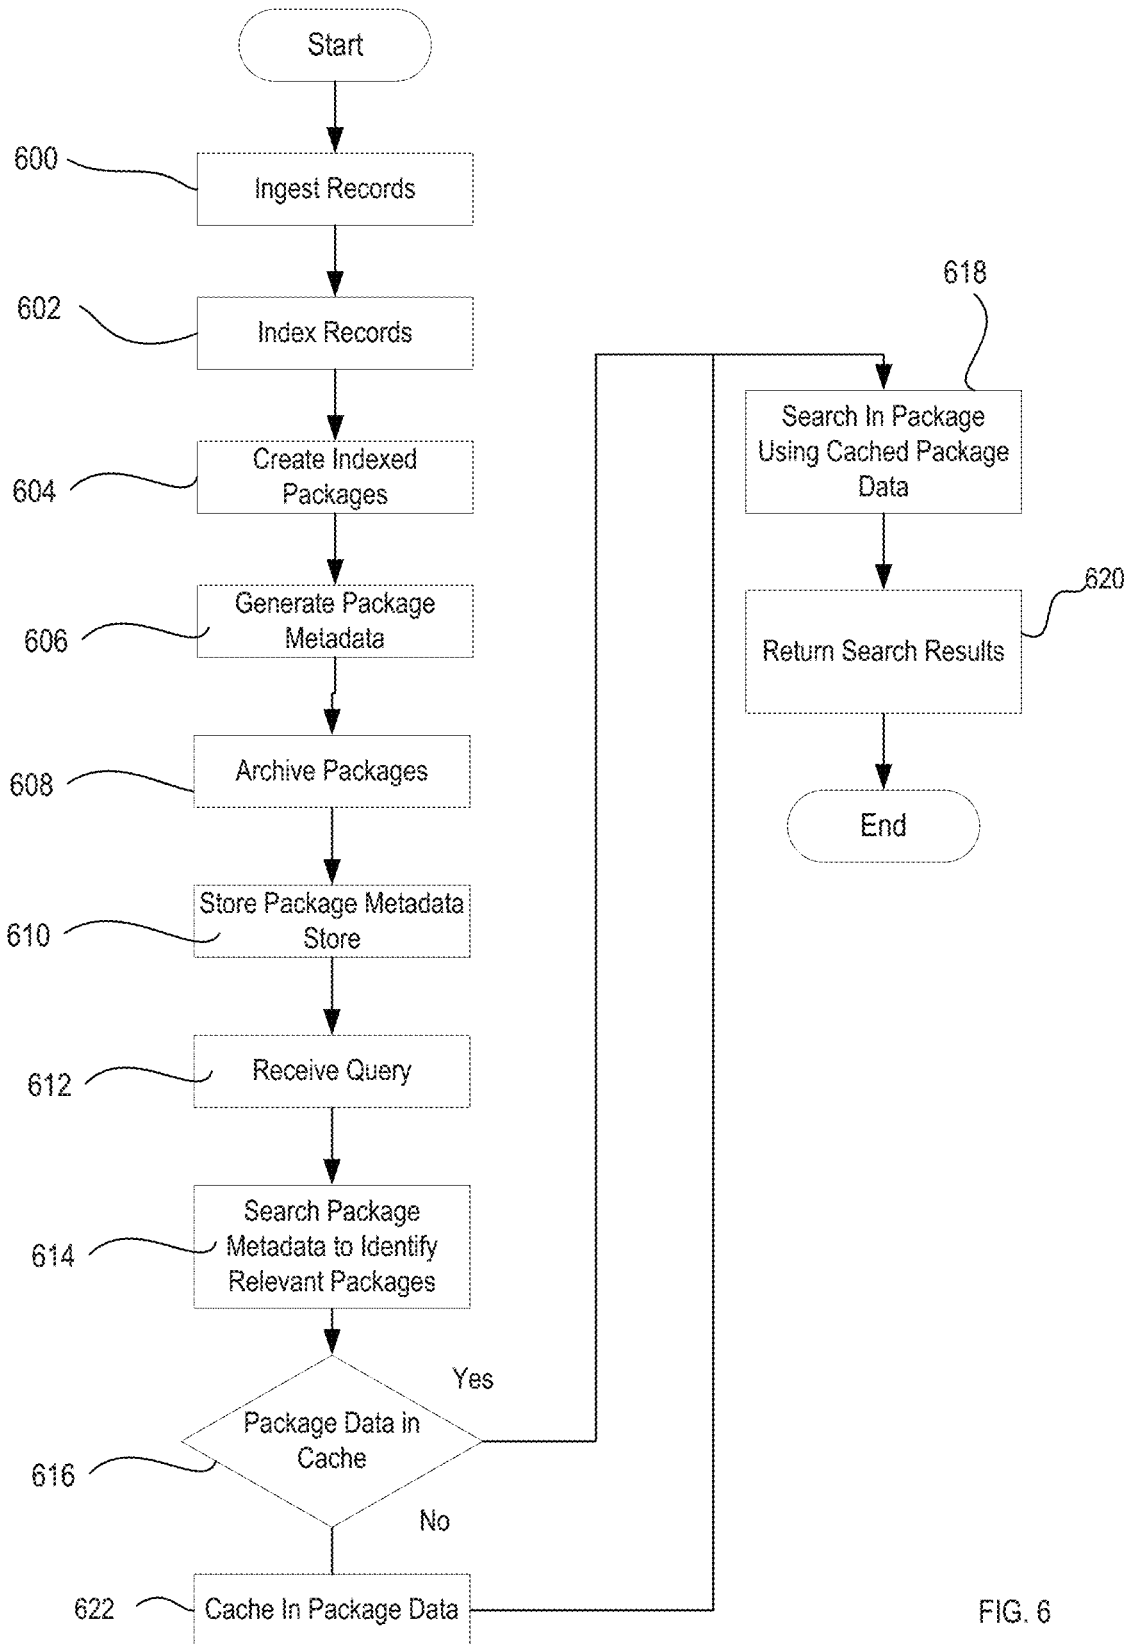 Start
600
Ingest Records
602
Index Records
604
Create Indexed
Packages
606
Generate Package
Metadata
608
Archive Packages
610
Store Package Metadata
Store
612
Receive Query
614
Search Package
Metadata to Identify
Relevant Packages
616
Package Data in
Cache
Yes
No
622
Cache In Package Data
618
Search In Package
Using Cached Package
Data
620
Return Search Results
End
FIG. 6